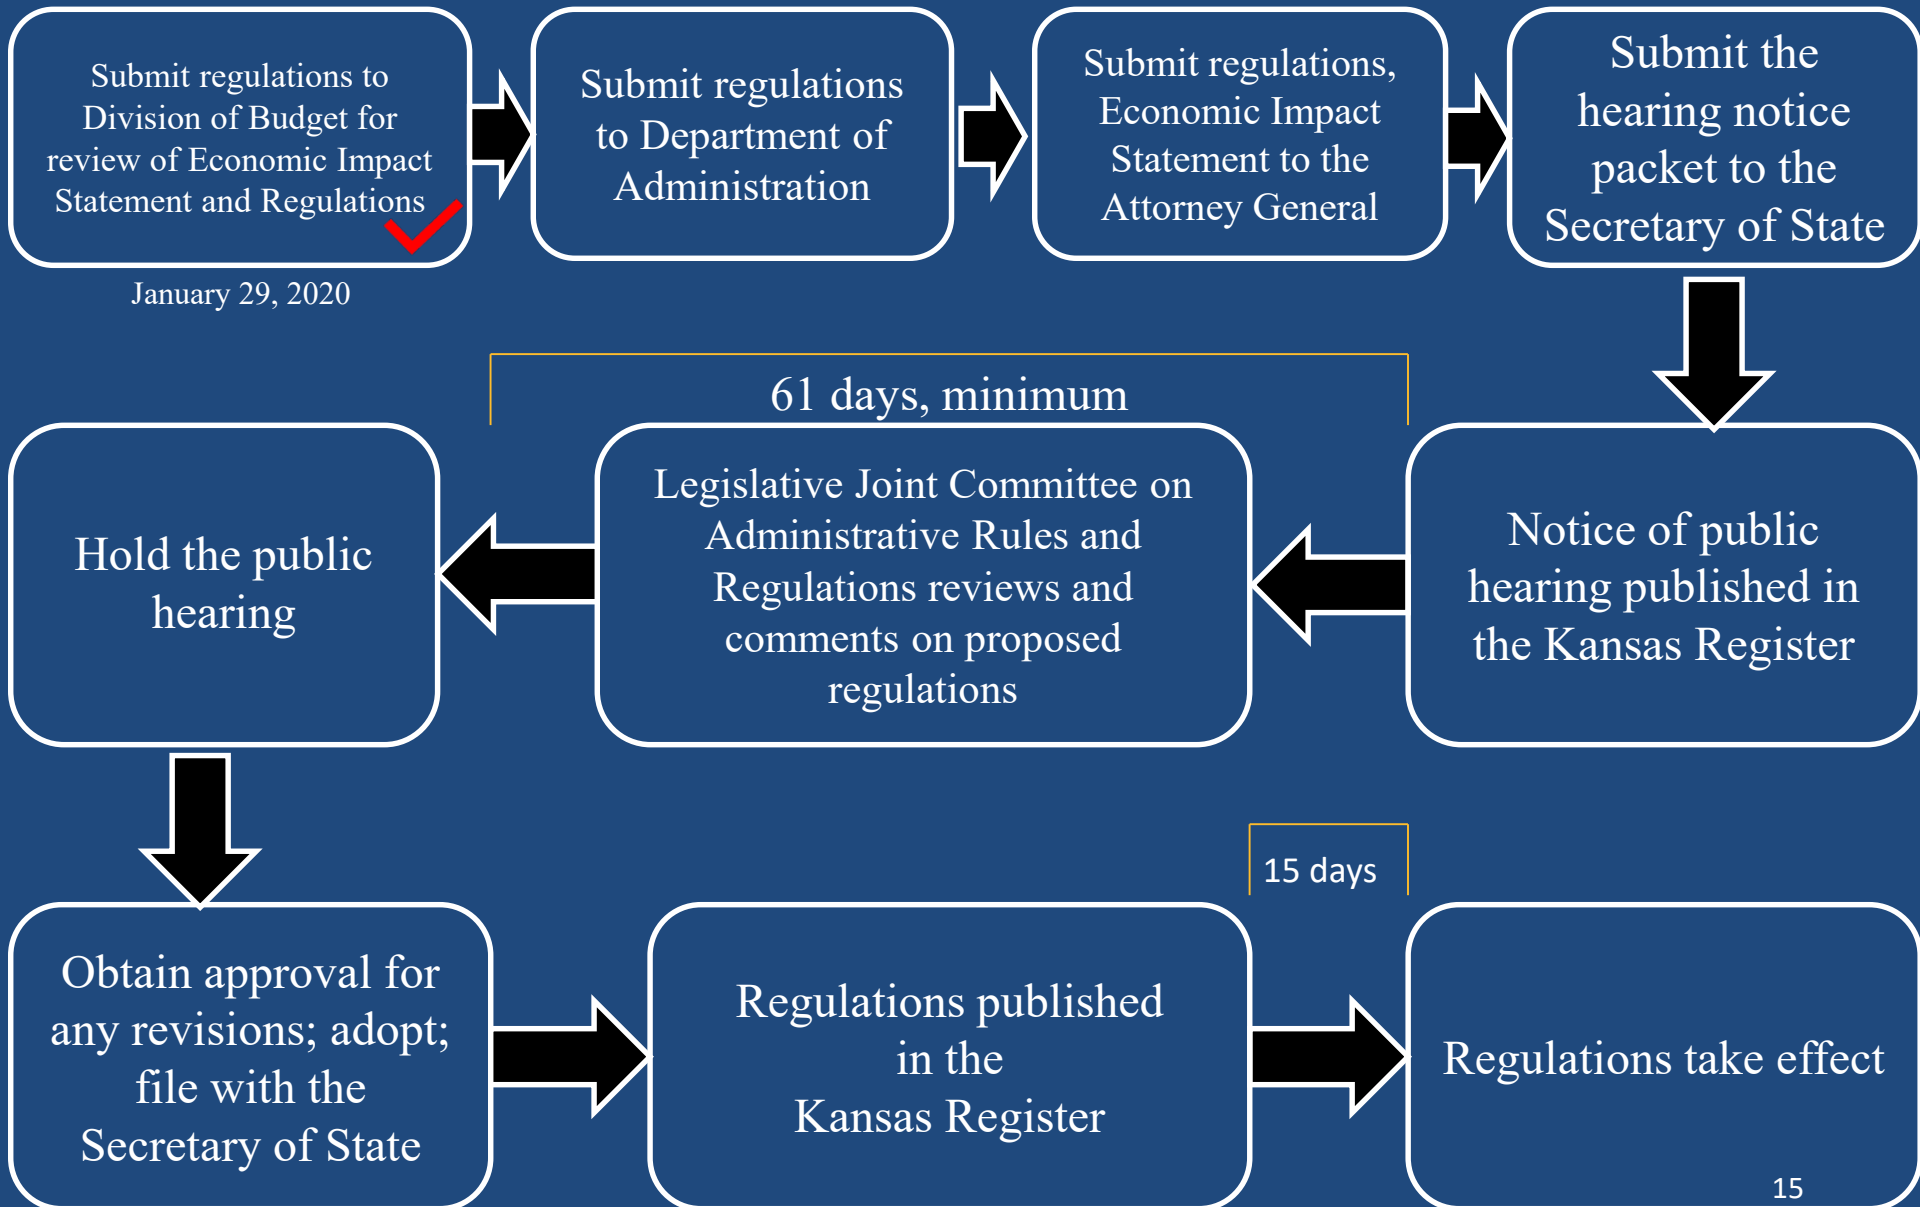 Submit regulations to
Division of Budget for
review of Economic Impact
Statement and Regulations
January 29, 2020
Submit regulations
to Department of
Administration
Submit regulations,
Economic Impact
Statement to the
Attorney General
Submit the
hearing notice
packet to the
Secretary of State
Notice of public
hearing published in
the Kansas Register
61 days, minimum
Legislative Joint Committee on
Administrative Rules and
Regulations reviews and
comments on proposed
regulations
Hold the public
hearing
Obtain approval for
any revisions; adopt;
file with the
Secretary of State
Regulations published
in the
Kansas Register
15 days
Regulations take effect
15